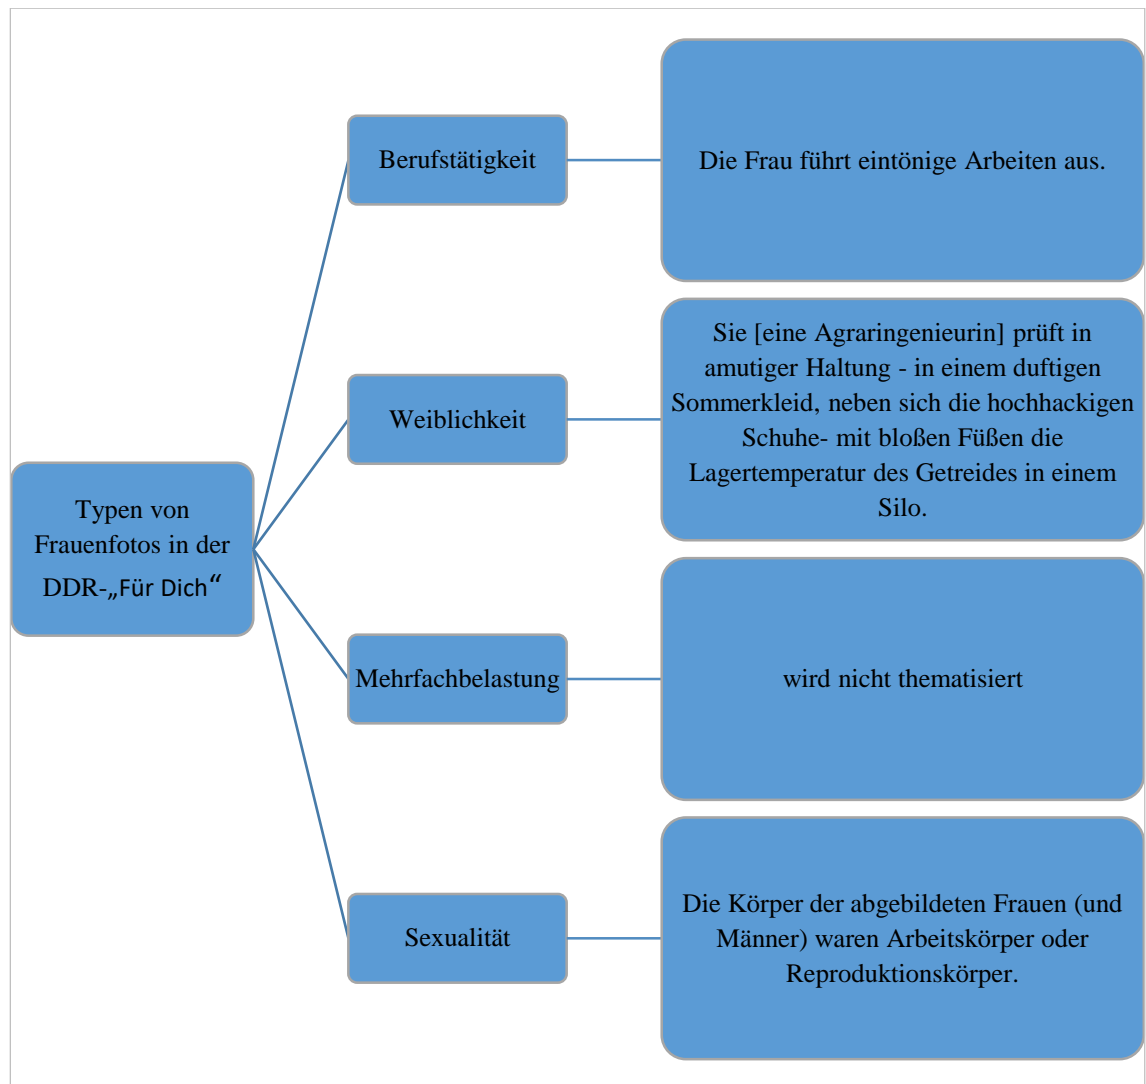 Typen von
Frauenfotos in der
DDR-„Für Dich“
Berufstätigkeit
Die Frau führt eintönige Arbeiten aus.
Weiblichkeit
Sie [eine Agraringenieurin] prüft in
amutiger Haltung - in einem duftigen
Sommerkleid, neben sich die hochhackigen
Schuhe- mit bloßen Füßen die
Lagertemperatur des Getreides in einem
Silo.
Mehrfachbelastung
wird nicht thematisiert
Sexualität
Die Körper der abgebildeten Frauen (und
Männer) waren Arbeitskörper oder
Reproduktionskörper.